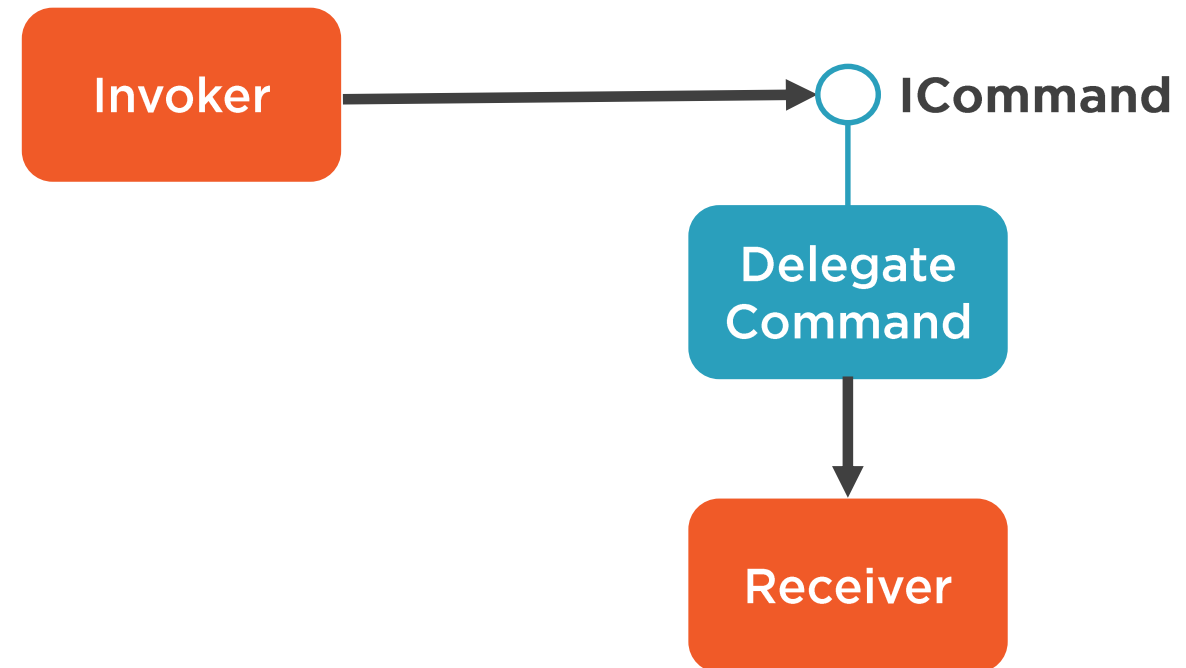 Invoker
ICommand
Delegate
Command
Receiver